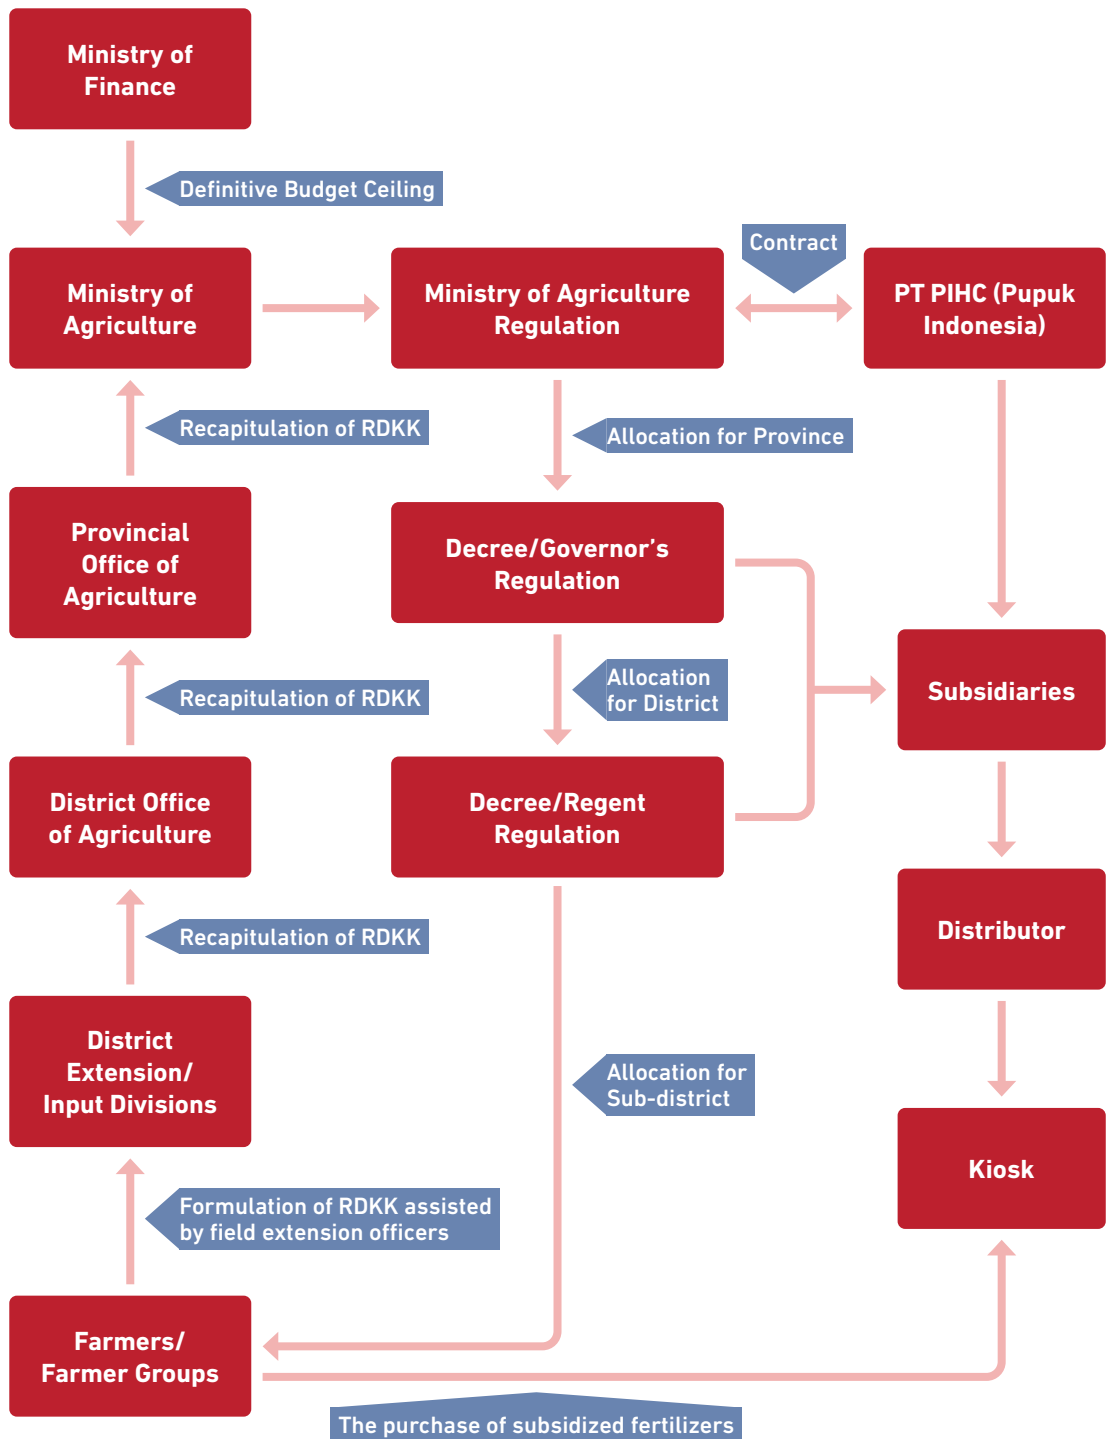 Ministry of
Finance
Definitive Budget Ceiling
Contract
Ministry of
Agriculture
Ministry of Agriculture
Regulation
PT PIHC (Pupuk
Indonesia)
Recapitulation of RDKK
Allocation for Province
Provincial
Office of
Agriculture
Decree/Governor’s
Regulation
Recapitulation of RDKK
Allocation
for District
Subsidiaries
District Office
of Agriculture
Decree/Regent
Regulation
Recapitulation of RDKK
Distributor
District
Extension/
Input Divisions
Allocation for
Sub-district
Kiosk
Formulation of RDKK assisted
by field extension officers
Farmers/
Farmer Groups
The purchase of subsidized fertilizers